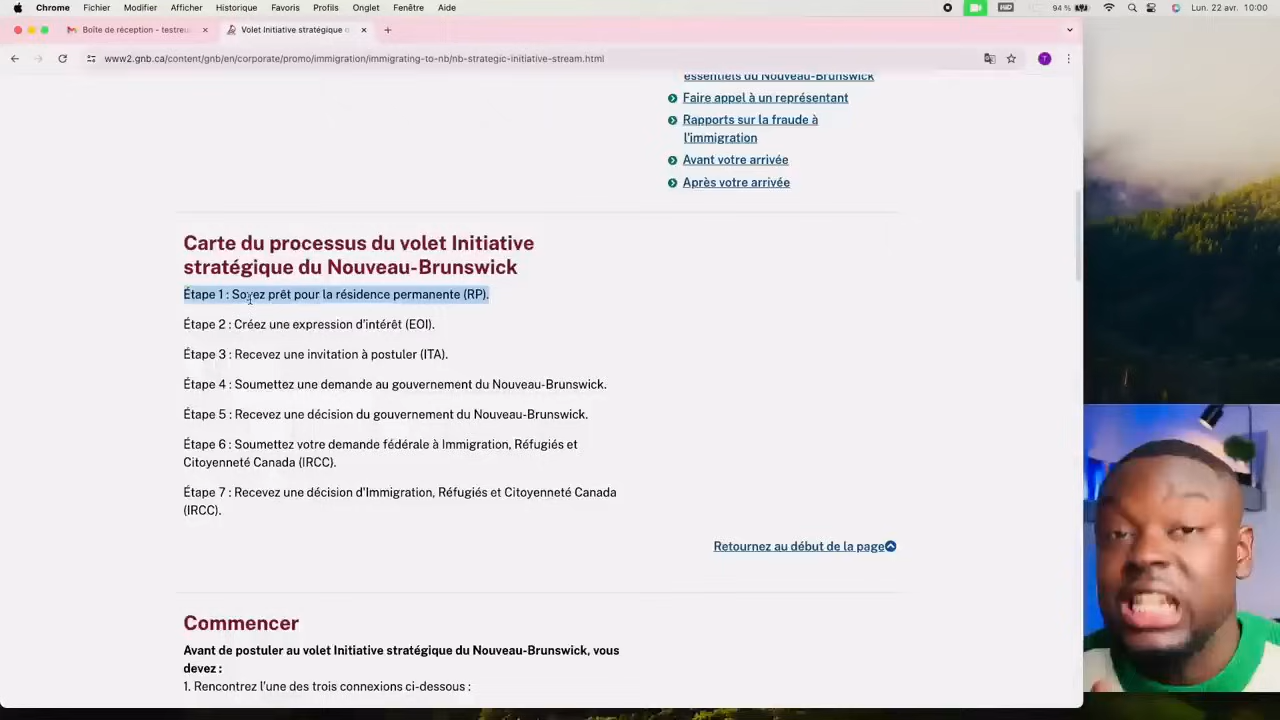 Chrome Fichier Modifier Afficher Historique Favoris Profils Onglet Fenêtre Aide 94 % Lun. 22 avr. 10:00
Boîte de réception - testreu
Volet Initiative stratégique d
www2.gnb.ca/content/gnb/en/corporate/promo/immigration/immigrating-to-nb/nb-strategic-initiative-stream.html
T
essentiels du Nouveau-Brunswick
Faire appel à un représentant
Rapports sur la fraude à
l'immigration
Avant votre arrivée
Après votre arrivée
Carte du processus du volet Initiative
stratégique du Nouveau-Brunswick
Étape 1 : Soyez prêt pour la résidence permanente (RP).
Étape 2 : Créez une expression d'intérêt (EOI).
Étape 3 : Recevez une invitation à postuler (ITA).
Étape 4 : Soumettez une demande au gouvernement du Nouveau-Brunswick.
Étape 5 : Recevez une décision du gouvernement du Nouveau-Brunswick.
Étape 6 : Soumettez votre demande fédérale à Immigration, Réfugiés et
Citoyenneté Canada (IRCC).
Étape 7 : Recevez une décision d'Immigration, Réfugiés et Citoyenneté Canada
(IRCC).
Retournez au début de la page
Commencer
Avant de postuler au volet Initiative stratégique du Nouveau-Brunswick, vous
devez :
1. Rencontrez l'une des trois connexions ci-dessous :